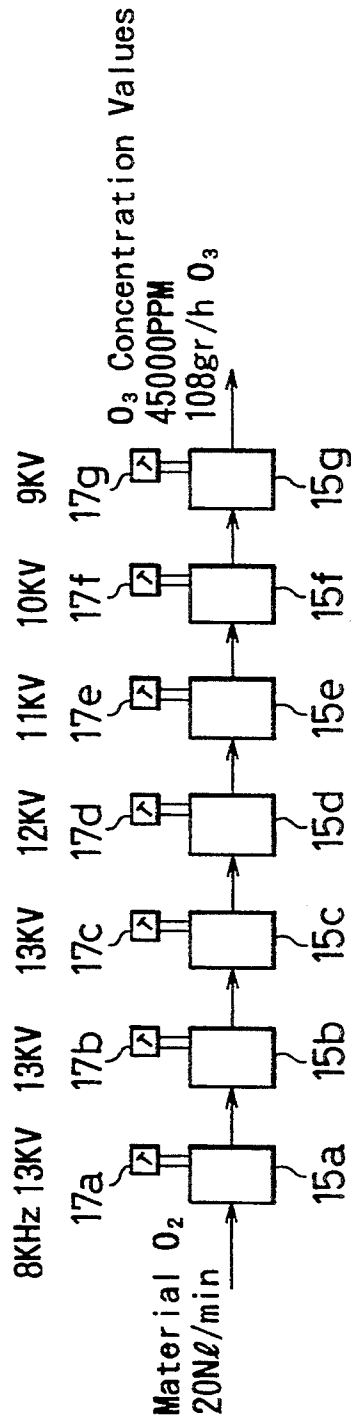 8KHz 13KV 13KV 13KV 12KV 11KV 10KV 9KV
17a 17b 17c 17d 17e 17f 17g
O₃ Concentration Values
45000PPM
108gr/h O₃
Material O₂
20Nℓ/min
15a 15b 15c 15d 15e 15f 15g